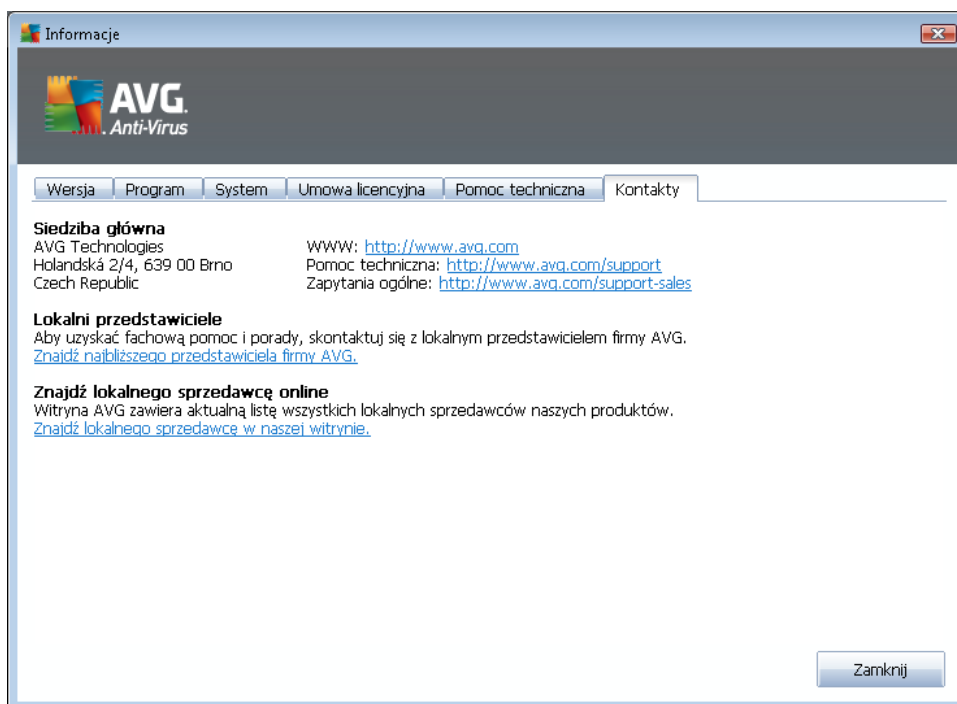 Informacje
AVG.
Anti-Virus
Wersja Program System Umowa licencyjna Pomoc techniczna Kontakty
Siedziba główna
AVG Technologies WWW: http://www.avg.com
Holandská 2/4, 639 00 Brno Pomoc techniczna: http://www.avg.com/support
Czech Republic Zapytania ogólne: http://www.avg.com/support-sales
Lokalni przedstawiciele
Aby uzyskać fachową pomoc i porady, skontaktuj się z lokalnym przedstawicielem firmy AVG.
Znajdź najbliższego przedstawiciela firmy AVG.
Znajdź lokalnego sprzedawcę online
Witryna AVG zawiera aktualną listę wszystkich lokalnych sprzedawców naszych produktów.
Znajdź lokalnego sprzedawcę w naszej witrynie.
Zamknij